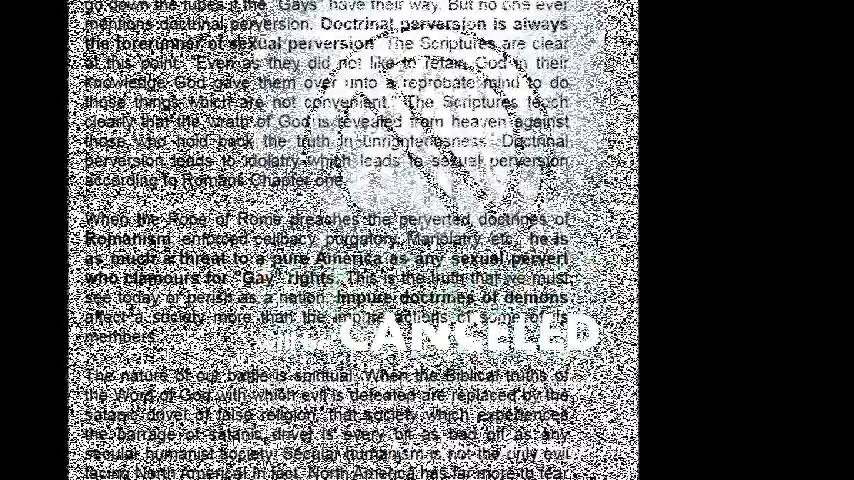 go down the tubes if the "Gays" have their way. But no one ever
mentions doctrinal perversion. Doctrinal perversion is always
the forerunner of sexual perversion. The Scriptures are clear
at this point. "Even as they did not like to retain God in their
knowledge God gave them over unto a reprobate mind to do
those things which are not convenient." The Scriptures teach
clearly that the wrath of God is revealed from heaven against
those who hold back the truth in unrighteousness. Doctrinal
perversion leads to idolatry which leads to sexual perversion
according to Romans Chapter one.
When the Pope of Rome preaches the perverted doctrines of
Romanism enforced celibacy, purgatory, Mariolatry, etc., he is
as much a threat to a pure America as any sexual pervert
who clamours for "Gay" rights. This is the truth that we must
see today or perish as a nation. Impure doctrines of demons
affect a society more than the impure actions of some of its
members.
CANCELED
The nature of our battle is spiritual. When the Biblical truths of
the Word of God with which evil is defeated are replaced by the
satanic drivel of false religion, that society which experiences
the barrage of satanic drivel is every bit as bad off as any
secular humanist society. Secular humanism is not the only evil
facing North America. In fact, North America has far more to fear